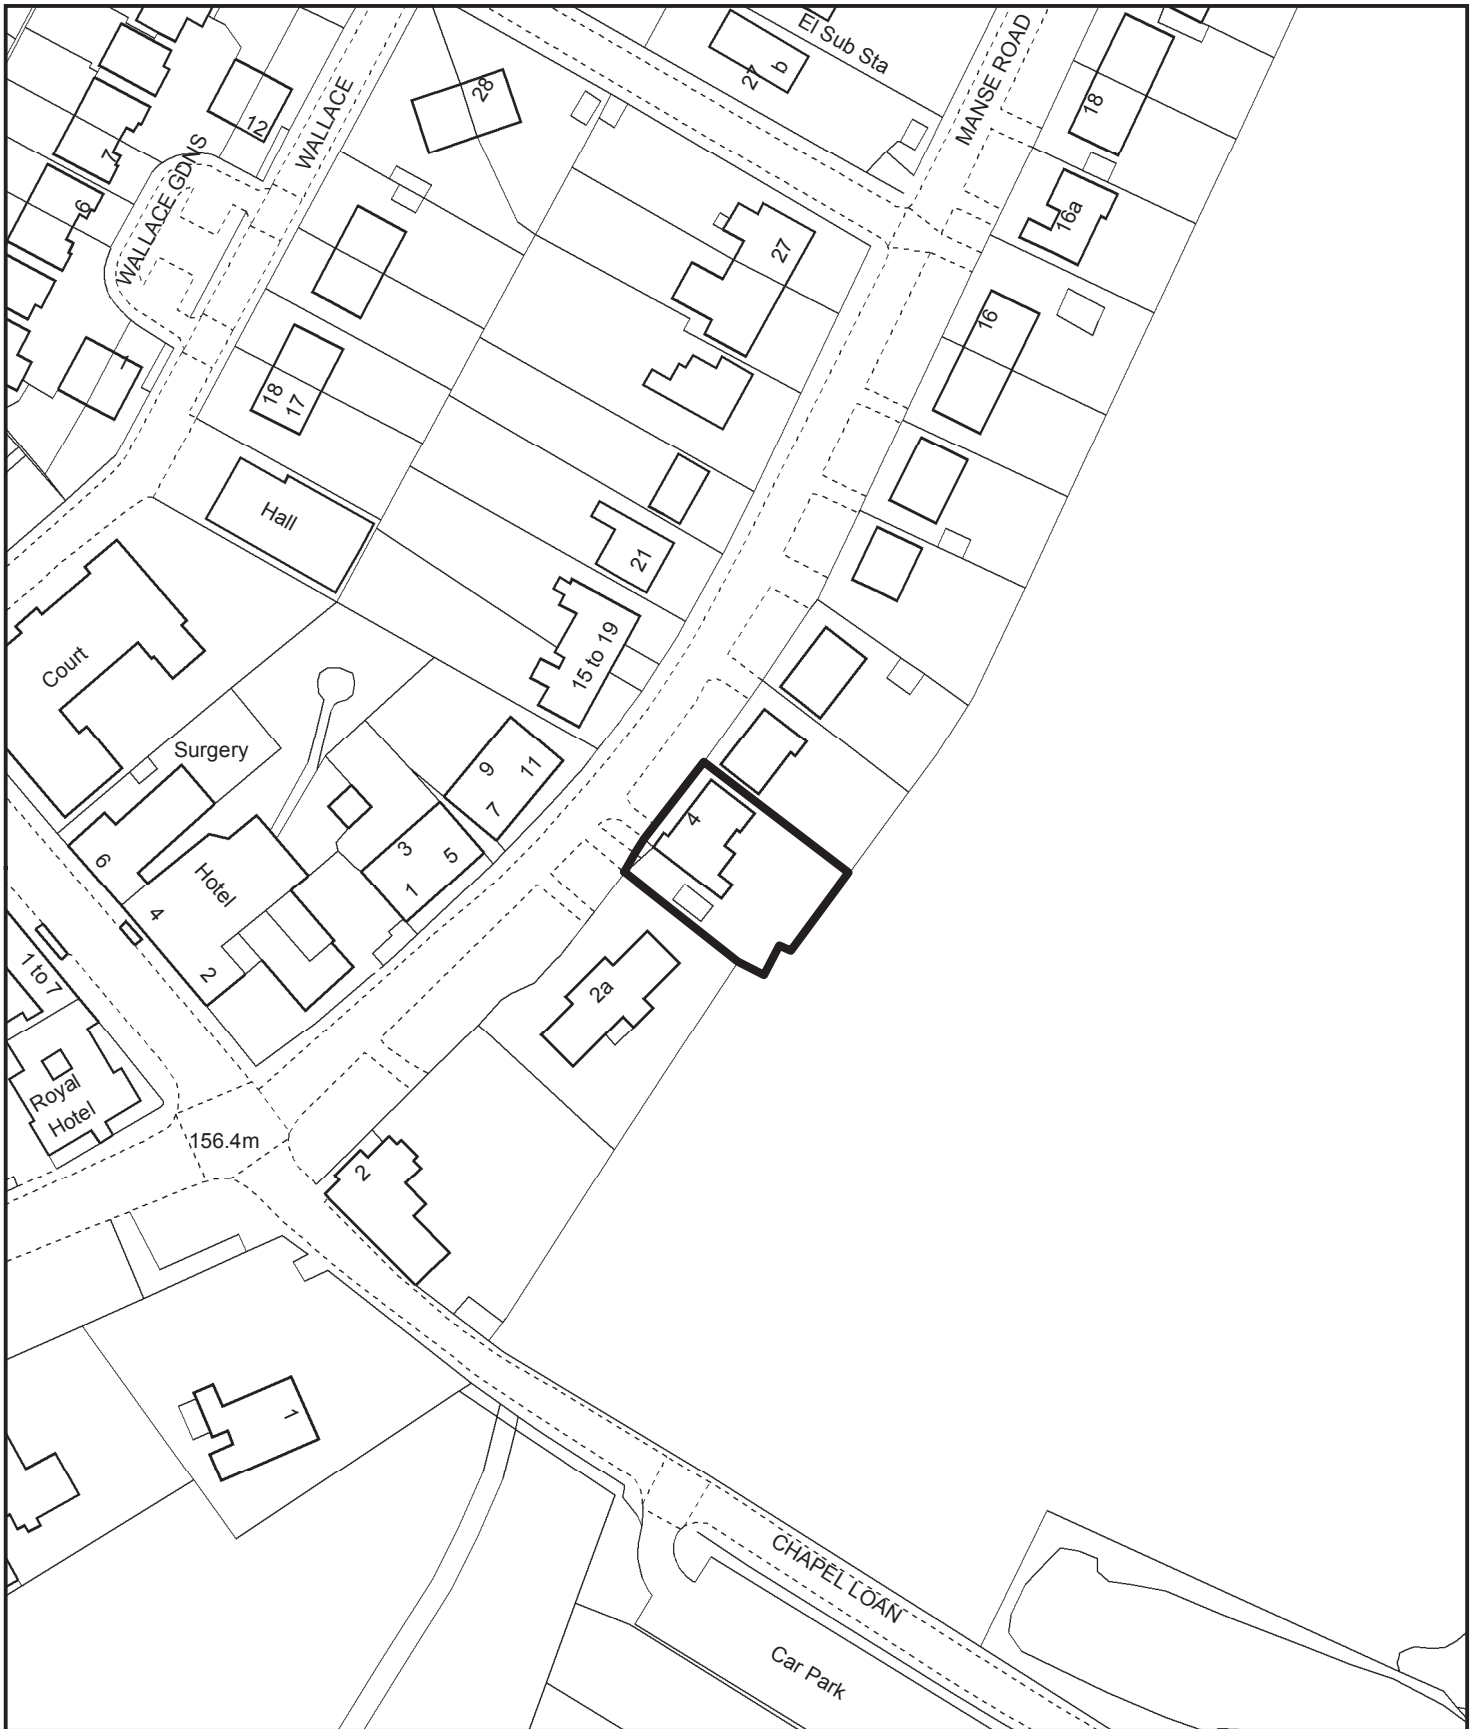 El Sub Sta
27
b
MANSE ROAD
18
28
WALLACE
12
7
WALLACE GDNS
6
16a
27
16
1
18
17
Hall
21
15 to 19
Court
Surgery
9
11
7
4
3
5
1
6
Hotel
4
2
1 to 7
2a
Royal
Hotel
156.4m
2
1
CHAPEL LOAN
Car Park